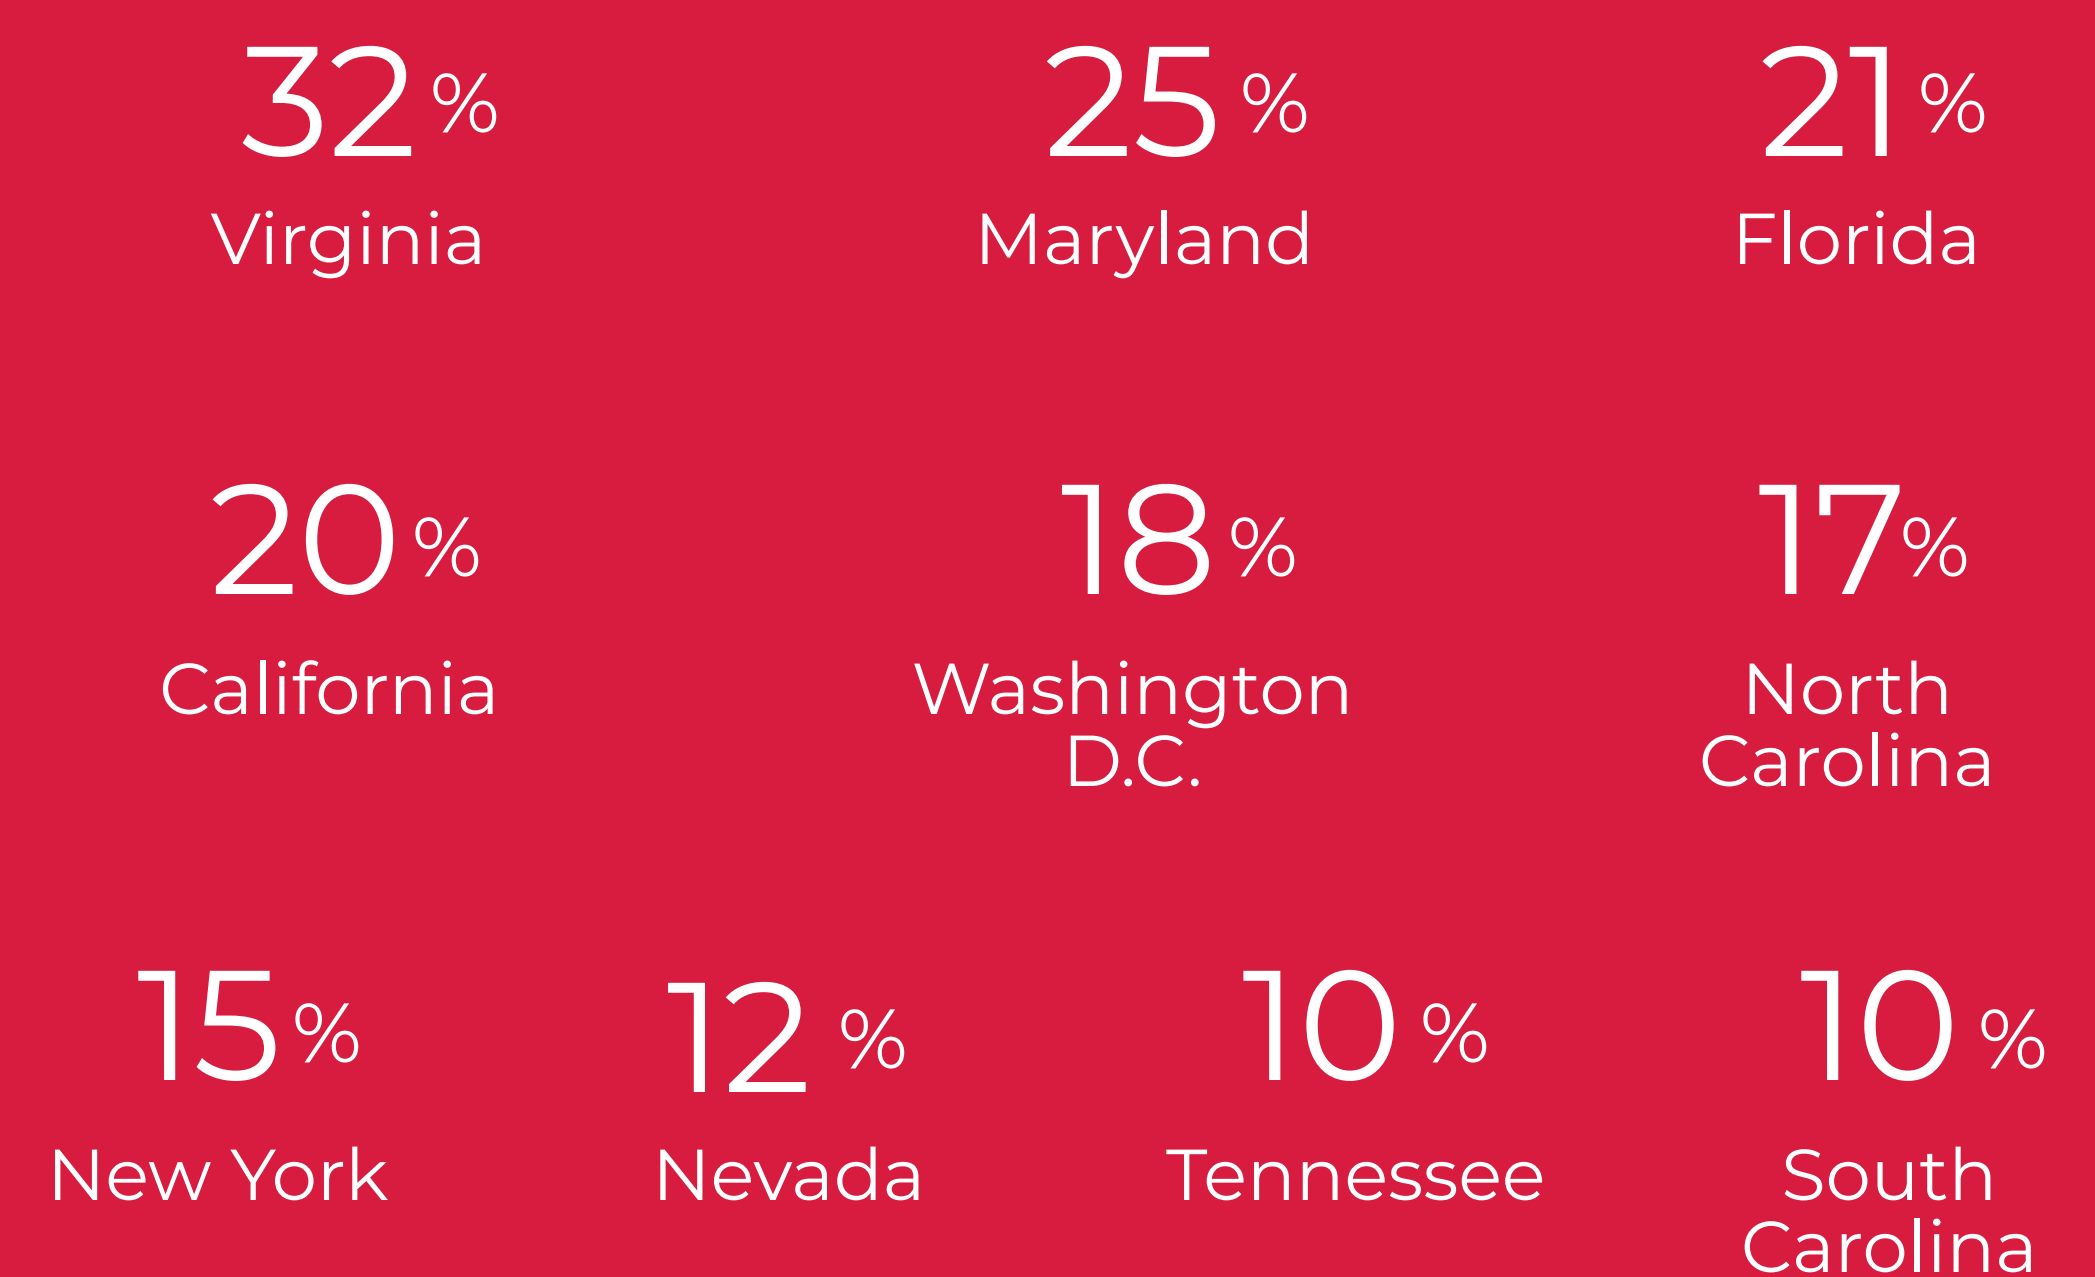 32%
Virginia
25%
Maryland
21%
Florida
20%
California
18%
Washington
D.C.
17%
North
Carolina
15%
New York
12%
Nevada
10%
Tennessee
10%
South
Carolina